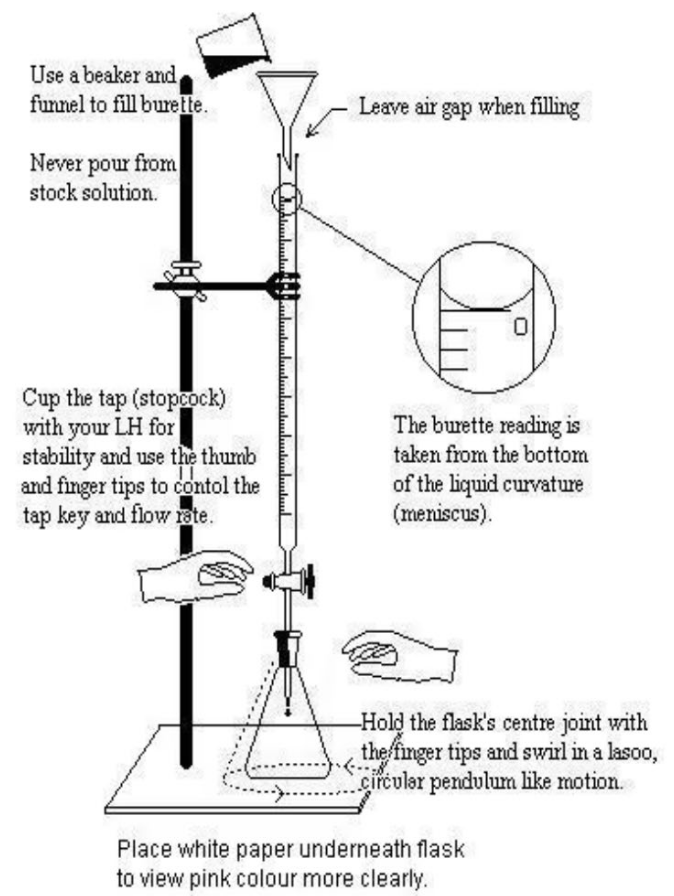 Use a beaker and
funnel to fill burette.
Leave air gap when filling
Never pour from
stock solution.
0
Cup the tap (stopcock)
with your LH for
stability and use the thumb
and finger tips to contol the
tap key and flow rate.
The burette reading is
taken from the bottom
of the liquid curvature
(meniscus).
Hold the flask's centre joint with
the finger tips and swirl in a lasoo,
circular pendulum like motion.
Place white paper underneath flask
to view pink colour more clearly.